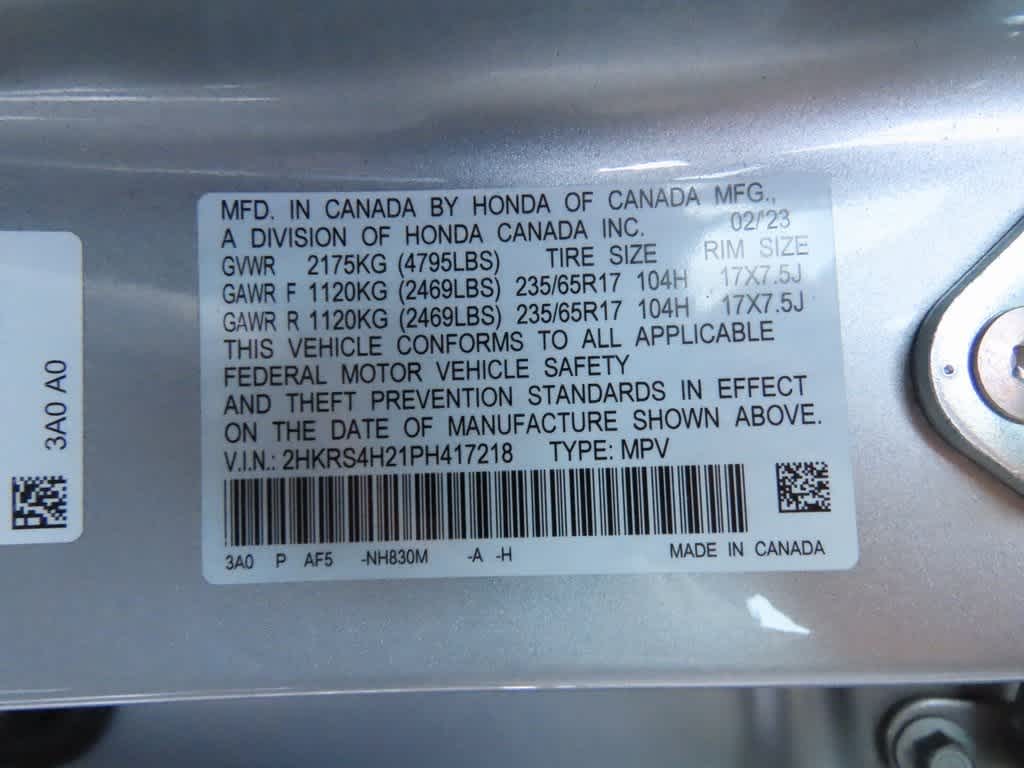 MFD. IN CANADA BY HONDA OF CANADA MFG.,
A DIVISION OF HONDA CANADA INC. 02/'23
GVWR 2175KG (4795LBS) TIRE SIZE RIM SIZE
GAWR F 1120KG (2469LBS) 235/65R17 104H 17X7.5J
GAWR R 1120KG (2469LBS) 235/65R17 104H 17X7.5J
THIS VEHICLE CONFORMS TO ALL APPLICABLE
FEDERAL MOTOR VEHICLE SAFETY
AND THEFT PREVENTION STANDARDS IN EFFECT
ON THE DATE OF MANUFACTURE SHOWN ABOVE.
V.I.N.: 2HKRS4H21PH417218 TYPE: MPV
3A0 P AF5 -NH830M -A -H MADE IN CANADA
3A0 A0